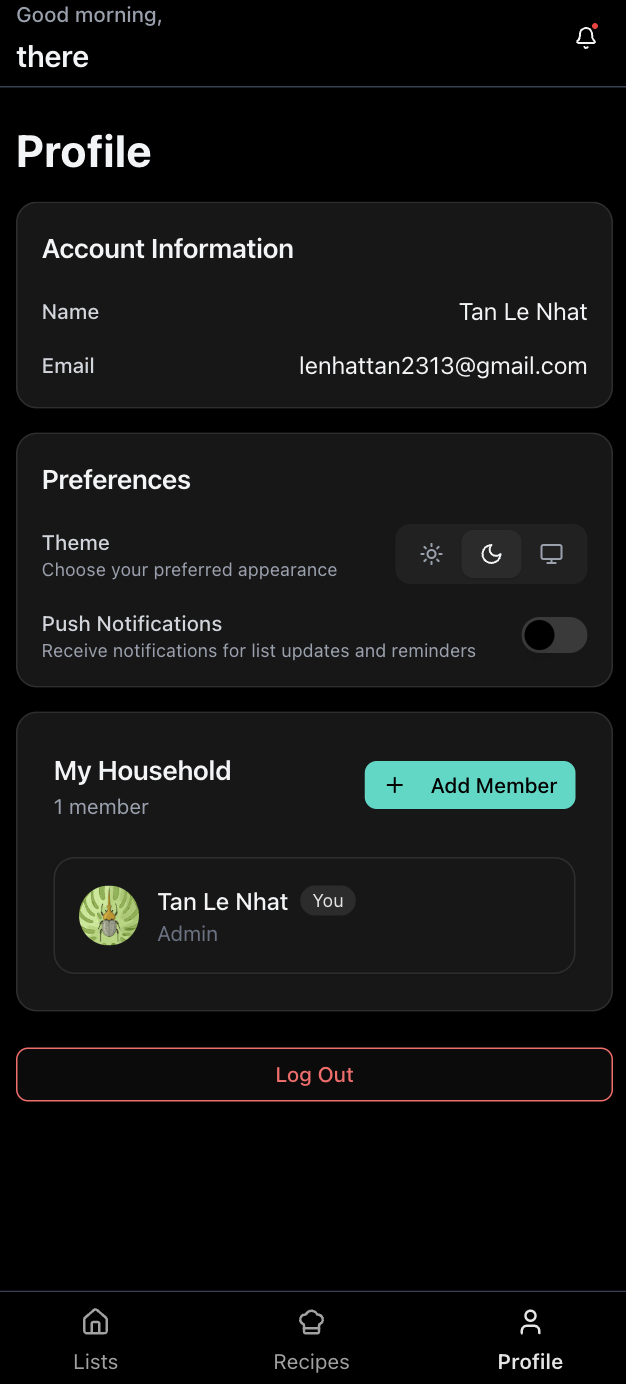 Good morning,
there
Profile
Account Information
Name
Tan Le Nhat
Email
lenhattan2313@gmail.com
Preferences
Theme
Choose your preferred appearance
Push Notifications
Receive notifications for list updates and reminders
My Household
1 member
+ Add Member
Tan Le Nhat You
Admin
Log Out
Lists
Recipes
Profile